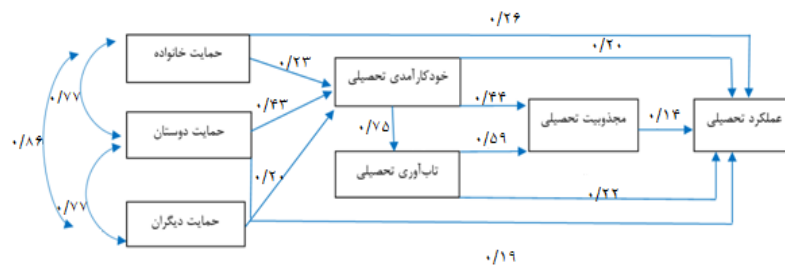 ۰/۲۶
حمایت خانواده
۰/۲۰
۰/۲۳
خودکارآمدی تحصیلی
۰/۷۷
۰/۴۳
۰/۴۴
مجذوبیت تحصیلی
۰/۱۴
عملکرد تحصیلی
حمایت دوستان
۰/۷۵
۰/۵۹
۰/۸۶
۰/۲۰
تاب‌آوری تحصیلی
۰/۲۲
۰/۷۷
حمایت دیگران
۰/۱۹